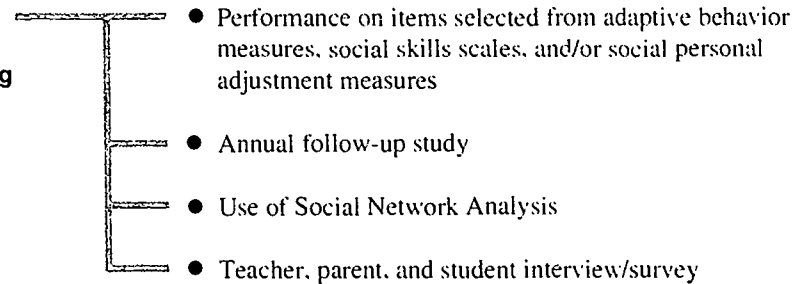 ● Performance on items selected from adaptive behavior
measures, social skills scales, and/or social personal
g
adjustment measures
● Annual follow-up study
● Use of Social Network Analysis
● Teacher, parent, and student interview/survey